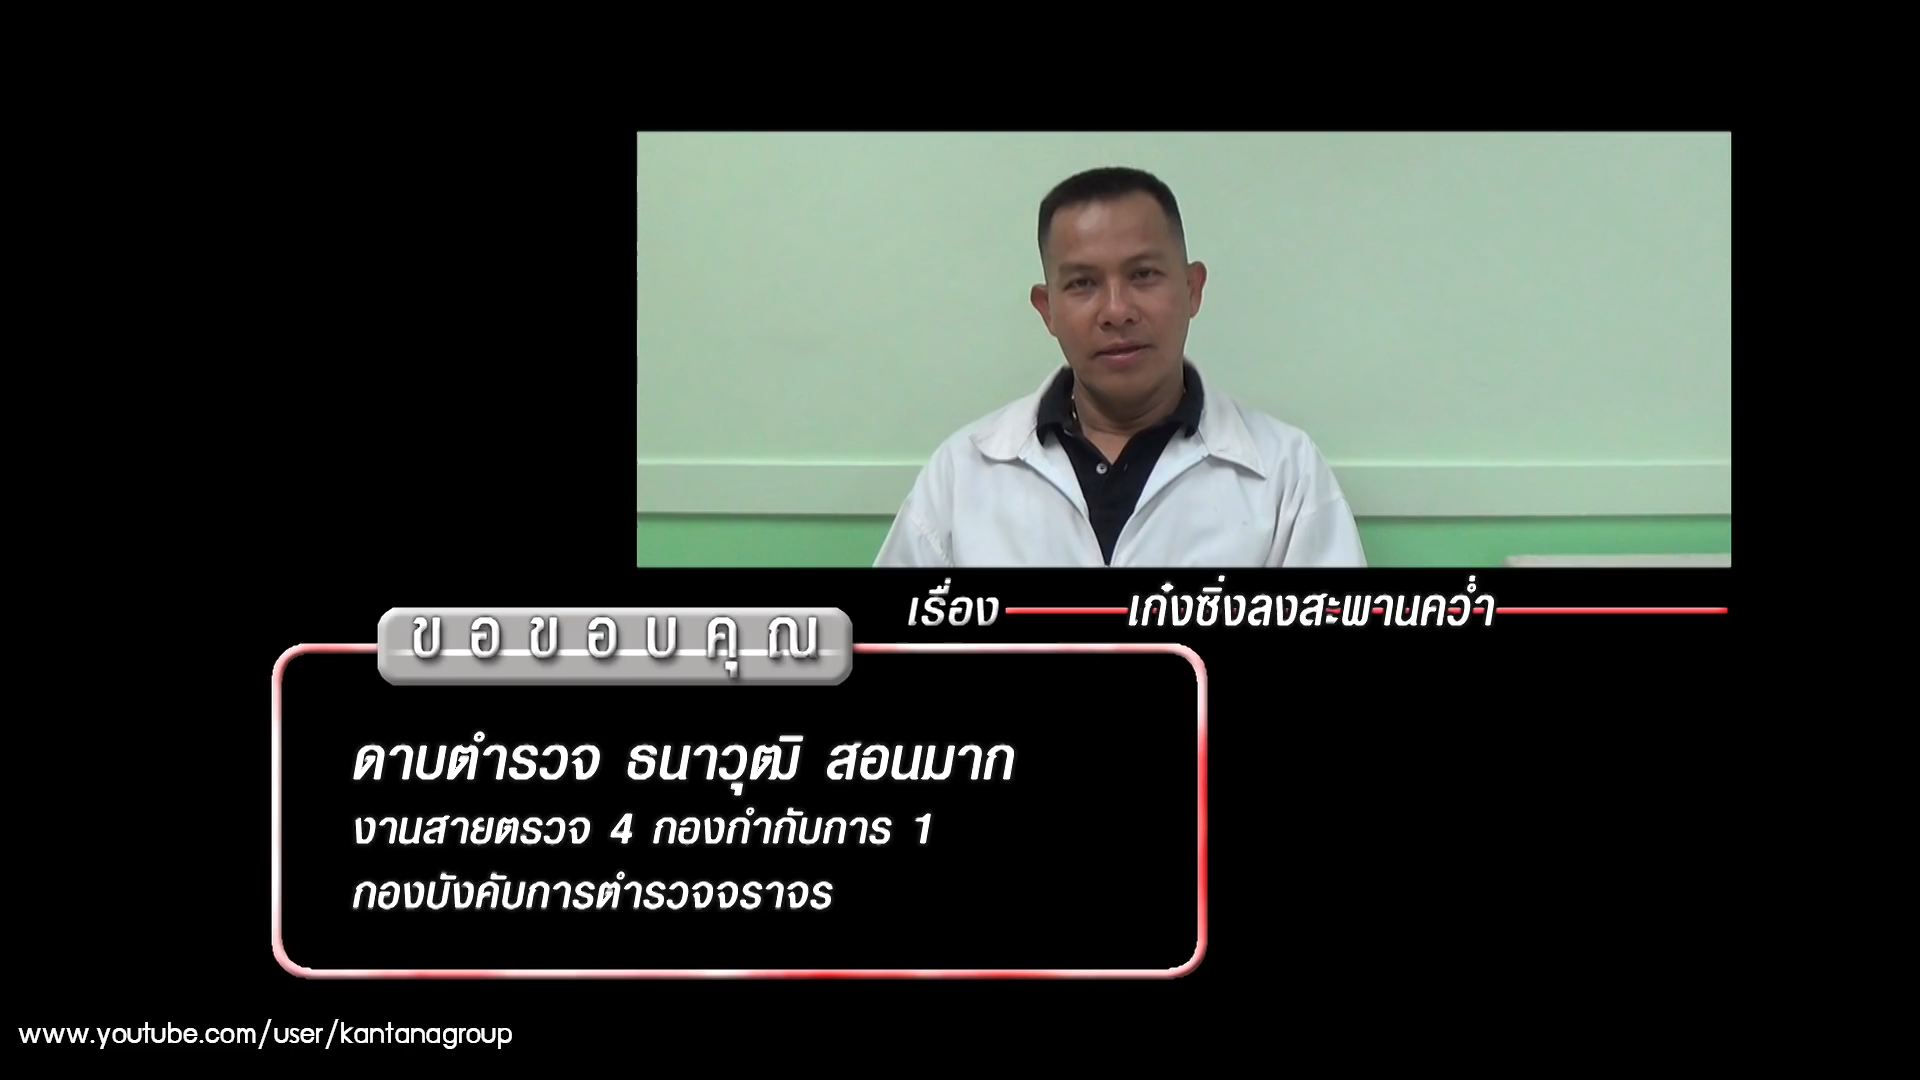 เรื่อง เก๋งซิ่งลงสะพานคว่ำ
ขอขอบคุณ
ดาบตำรวจ ธนาวุฒิ สอนมาก
งานสายตรวจ 4 กองกำกับการ 1
กองบังคับการตำรวจจราจร
www.youtube.com/user/kantanagroup